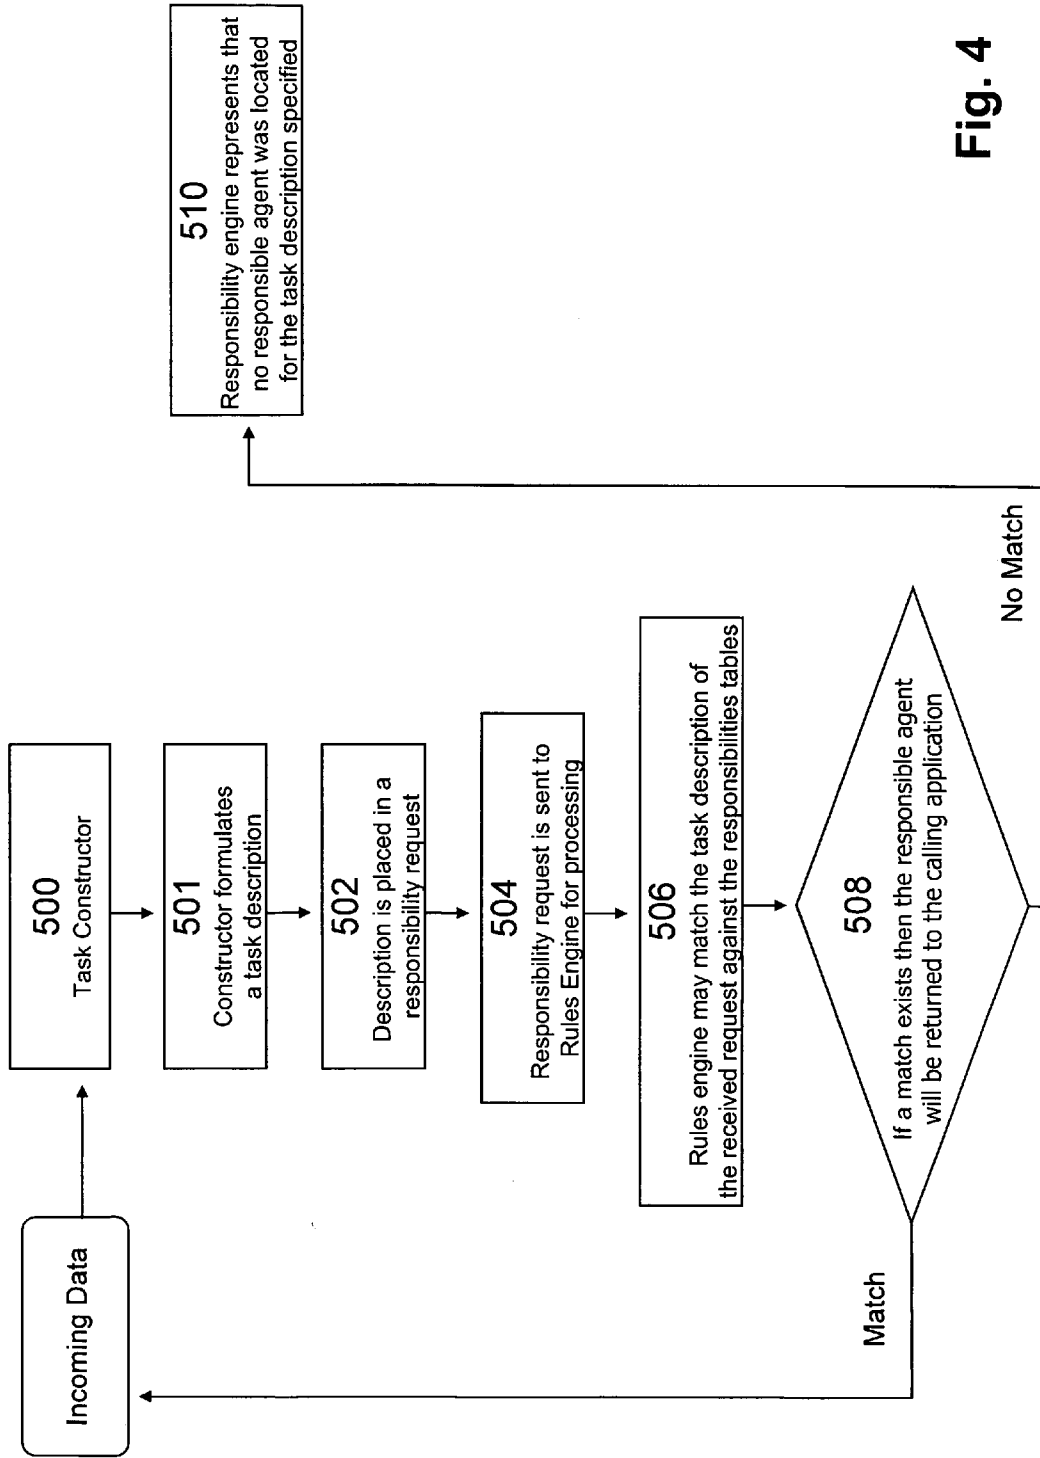 Incoming Data
500
Task Constructor
501
Constructor formulates
a task description
502
Description is placed in a
responsibility request
504
Responsibility request is sent to
Rules Engine for processing
506
Rules engine may match the task description of
the received request against the responsibilities tables
508
If a match exists then the responsible agent
will be returned to the calling application
Match
No Match
510
Responsibility engine represents that
no responsible agent was located
for the task description specified
Fig. 4